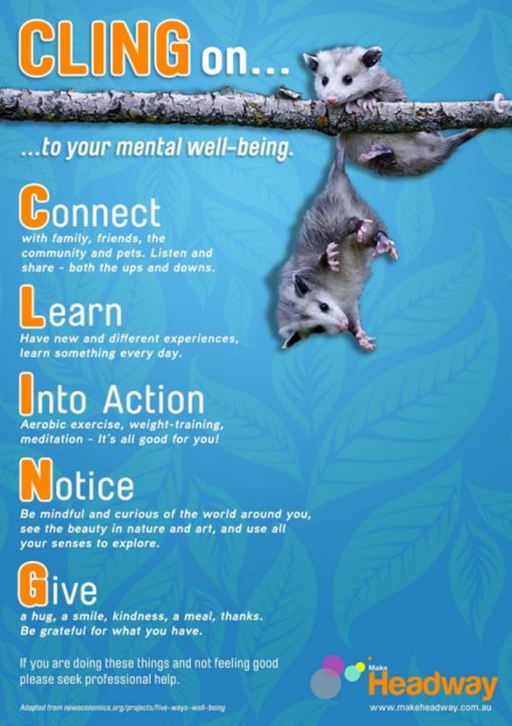 CLING on...
...to your mental well-being.
Connect
with family, friends, the
community and pets. Listen and
share - both the ups and downs.
Learn
Have new and different experiences,
learn something every day.
Into Action
Aerobic exercise, weight-training,
meditation - It's all good for you!
Notice
Be mindful and curious of the world around you,
see the beauty in nature and art, and use all
your senses to explore.
Give
a hug, a smile, kindness, a meal, thanks.
Be grateful for what you have.
If you are doing these things and not feeling good
please seek professional help.
Make
Headway
Adapted from neweconomics.org/projects/five-ways-well-being
www.makeheadway.com.au